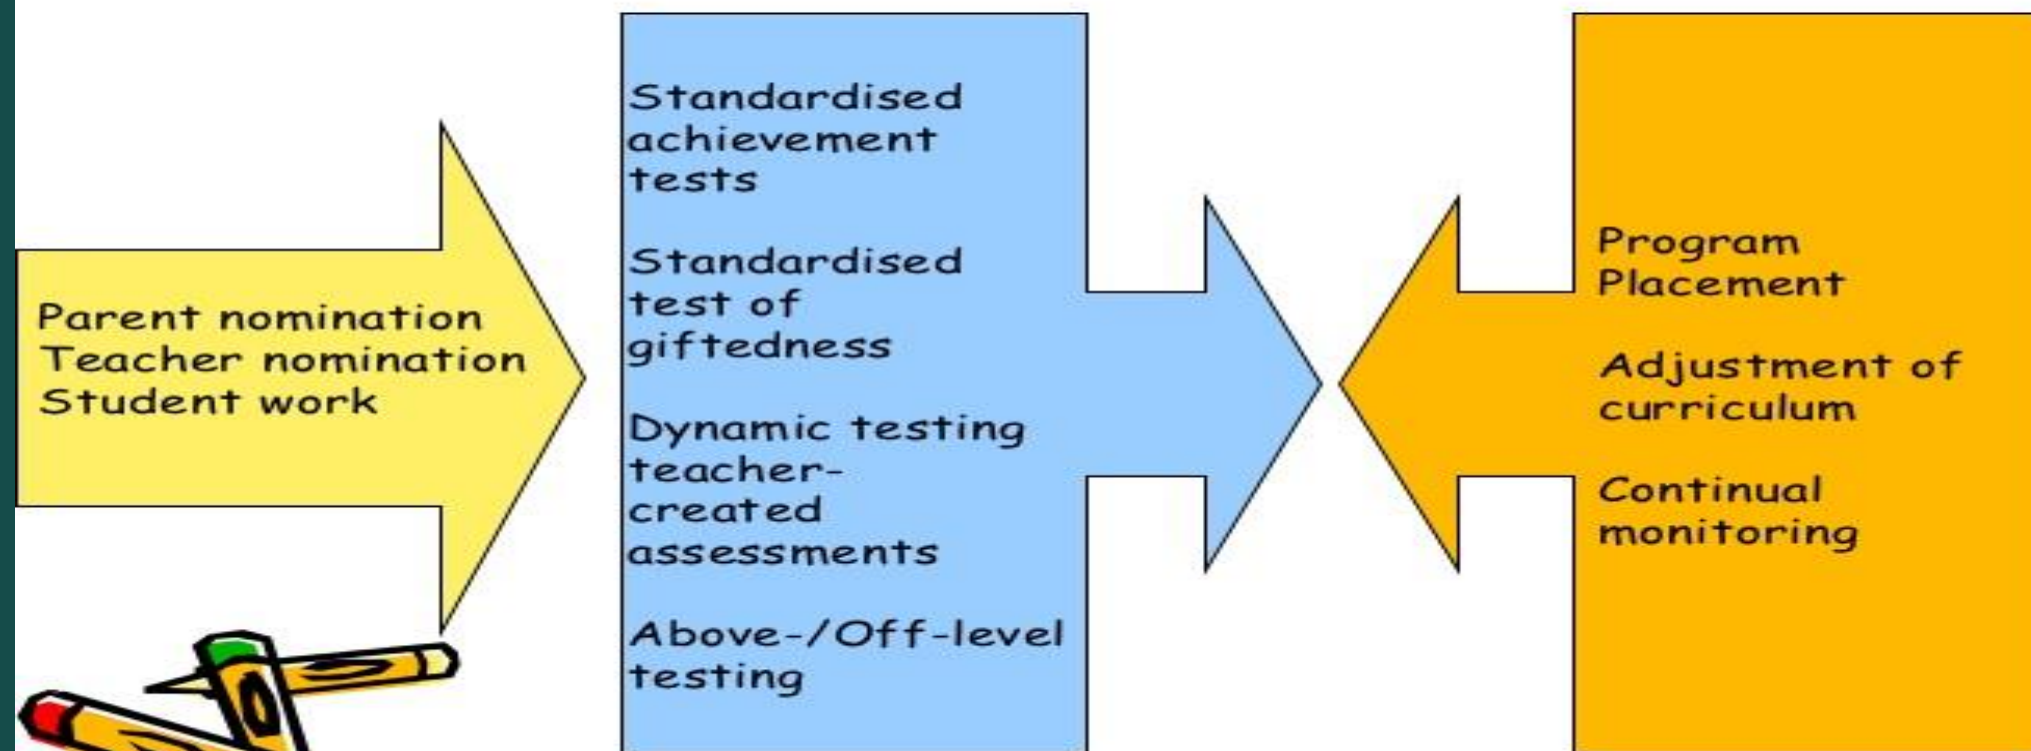 Parent nomination
Teacher nomination
Student work
Standardised
achievement
tests
Standardised
test of
giftedness
Dynamic testing
teacher-
created
assessments
Above-/Off-level
testing
Program
Placement
Adjustment of
curriculum
Continual
monitoring